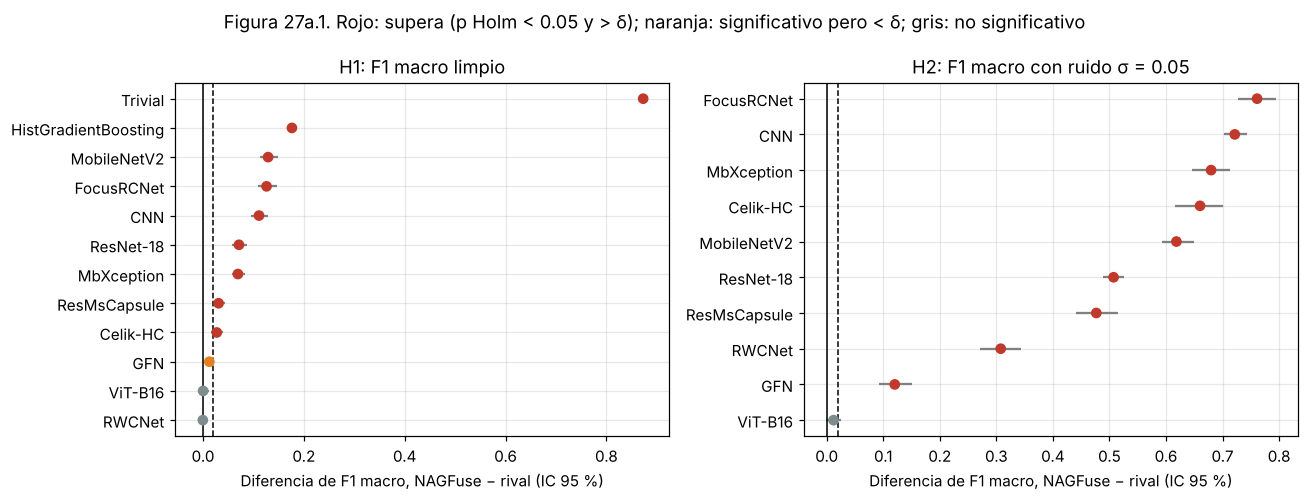 Figura 27a.1. Rojo: supera (p Holm < 0.05 y > δ); naranja: significativo pero < δ; gris: no significativo
H1: F1 macro limpio
Trivial
HistGradientBoosting
MobileNetV2
FocusRCNet
CNN
ResNet-18
MbXception
ResMsCapsule
Celik-HC
GFN
ViT-B16
RWCNet
0.0 0.2 0.4 0.6 0.8
Diferencia de F1 macro, NAGFuse − rival (IC 95 %)
H2: F1 macro con ruido σ = 0.05
FocusRCNet
CNN
MbXception
Celik-HC
MobileNetV2
ResNet-18
ResMsCapsule
RWCNet
GFN
ViT-B16
0.0 0.1 0.2 0.3 0.4 0.5 0.6 0.7 0.8
Diferencia de F1 macro, NAGFuse − rival (IC 95 %)